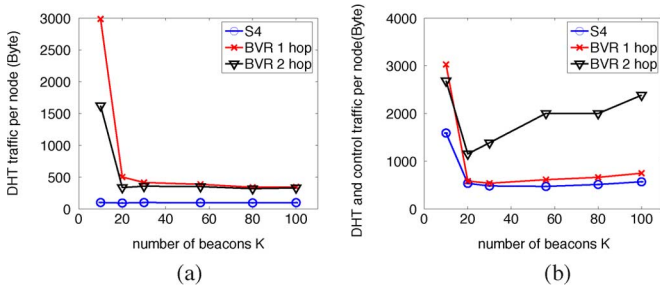 3000
2500
2000
1500
1000
500
0
DHT traffic per node (Byte)
S4
BVR 1 hop
BVR 2 hop
0 20 40 60 80 100
number of beacons K
(a)
4000
3000
2000
1000
0
DHT and control traffic per node(Byte)
S4
BVR 1 hop
BVR 2 hop
0 20 40 60 80 100
number of beacons K
(b)